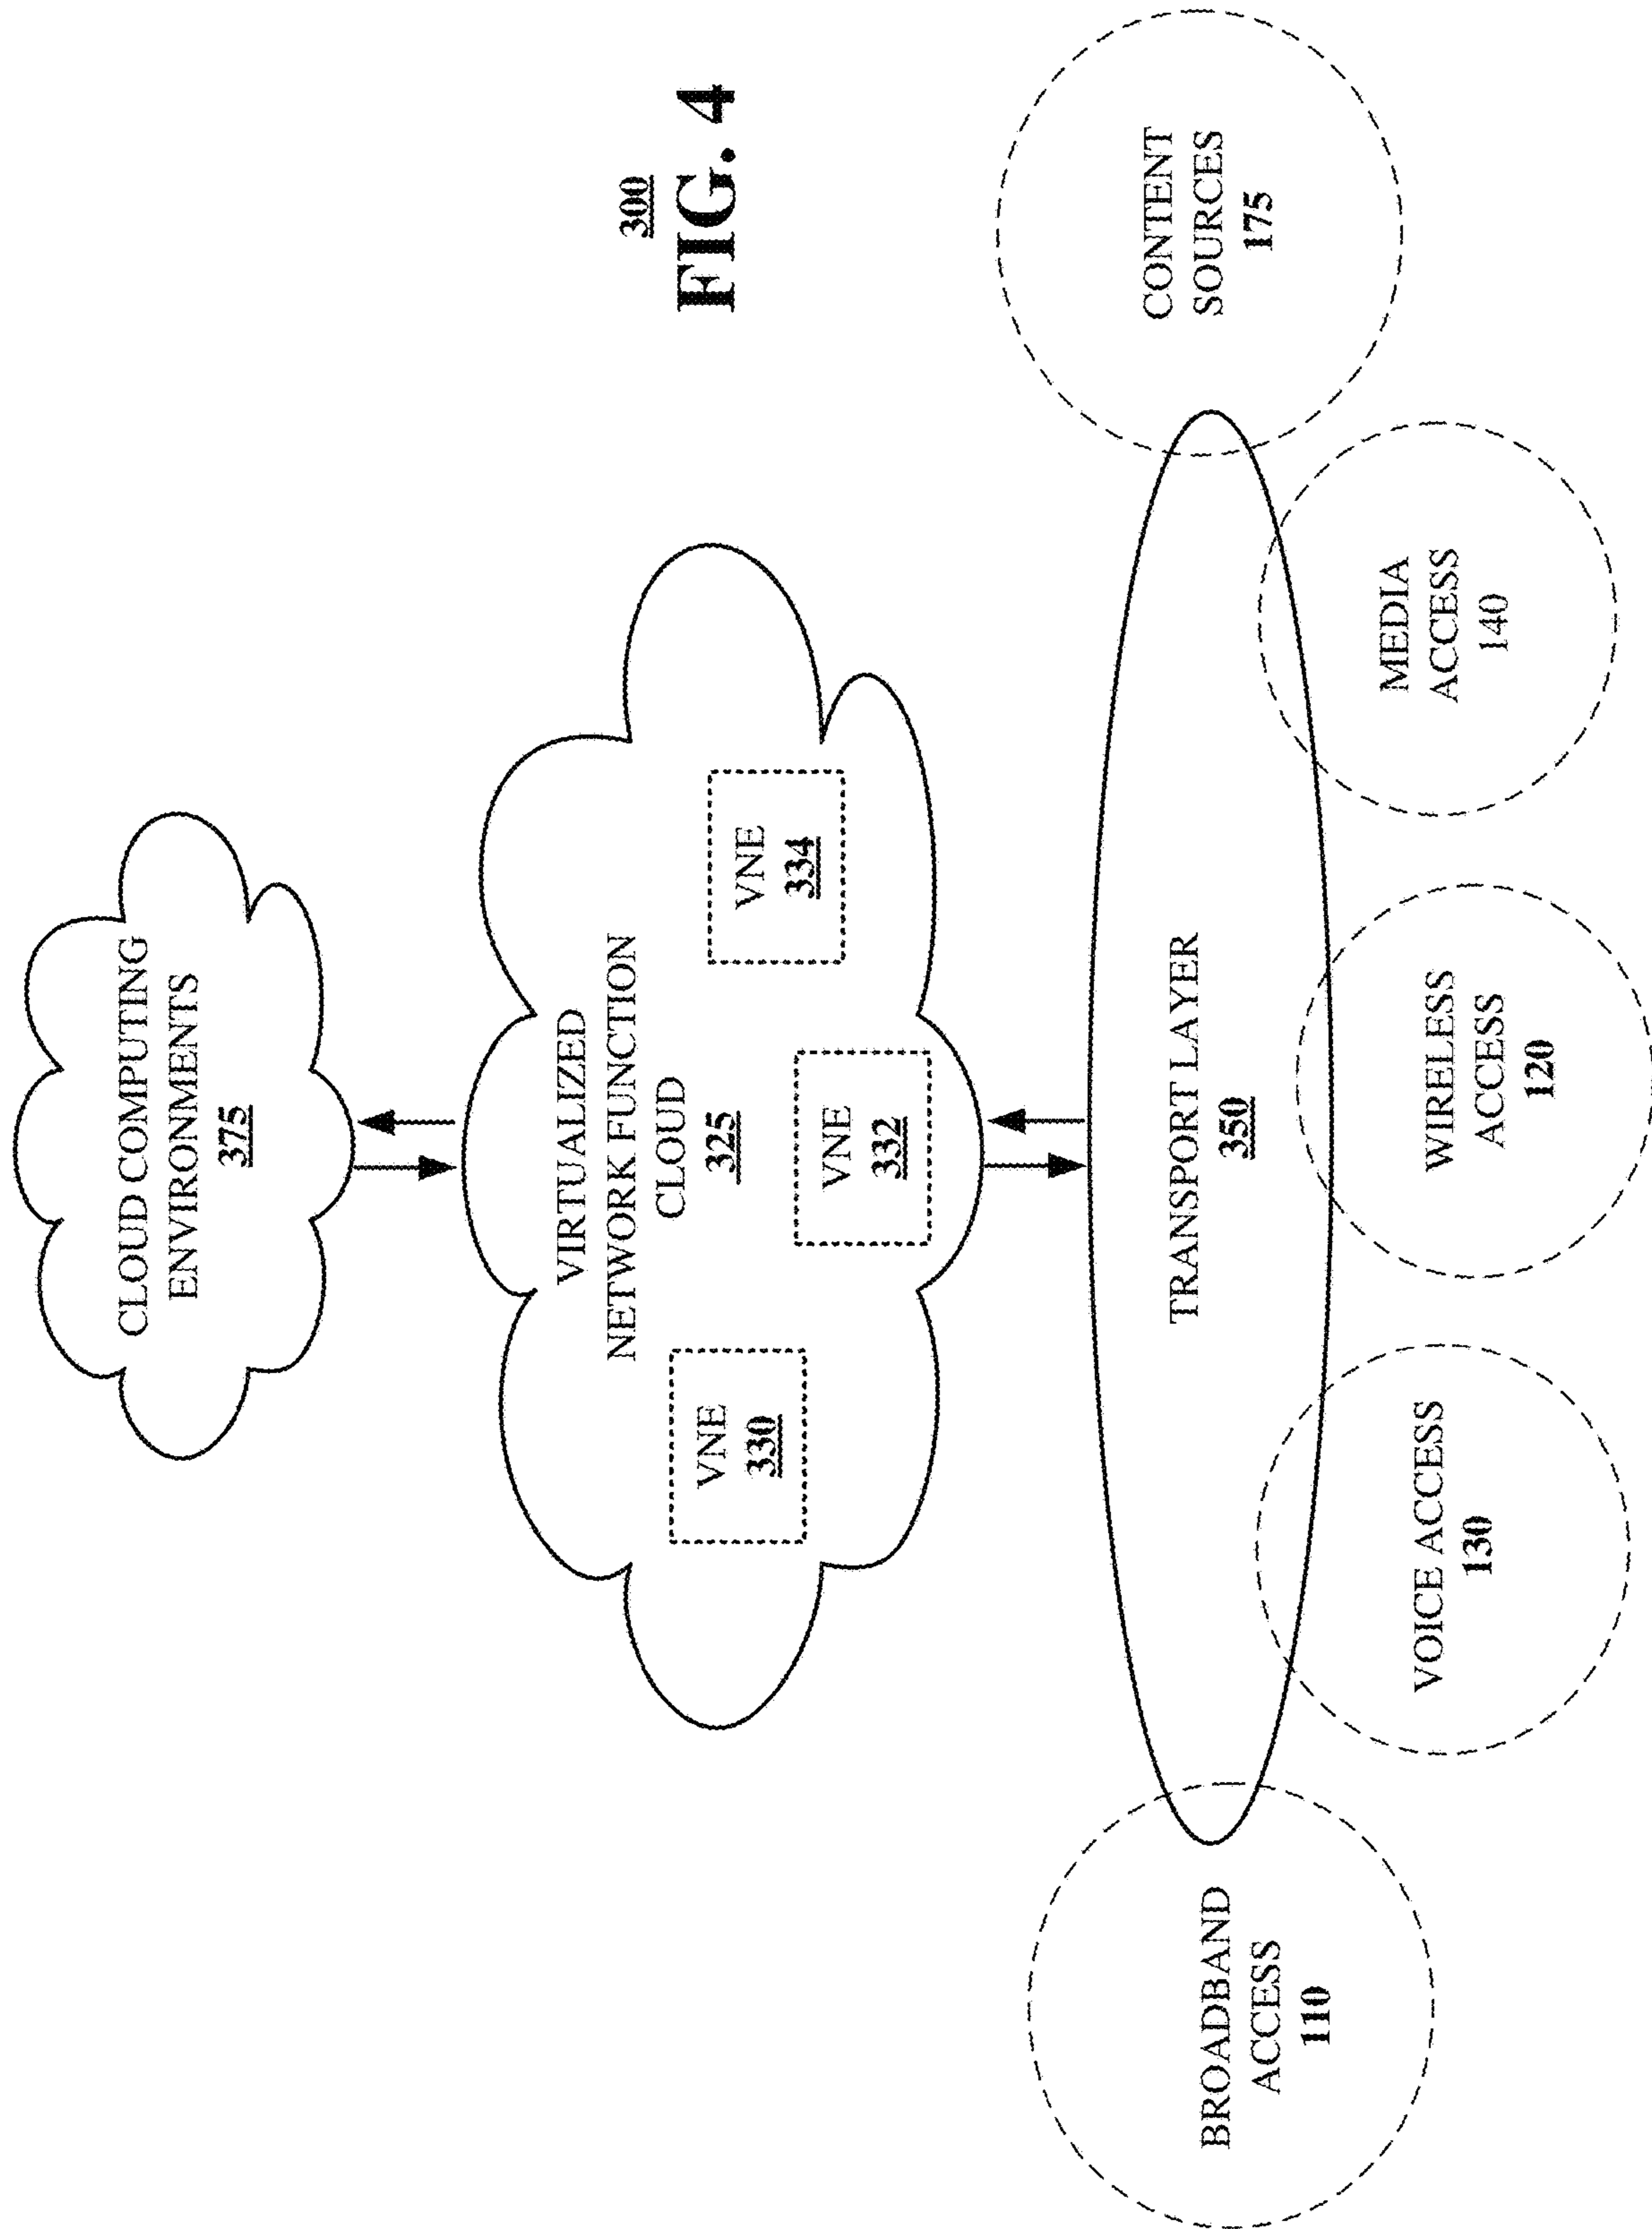 CLOUD COMPUTING
ENVIRONMENTS
375
VIRTUALIZED
NETWORK FUNCTION
CLOUD
325
VNE
330
VNE
332
VNE
334
300
FIG. 4
TRANSPORT LAYER
350
BROADBAND
ACCESS
110
VOICE ACCESS
130
WIRELESS
ACCESS
120
MEDIA
ACCESS
140
CONTENT
SOURCES
175